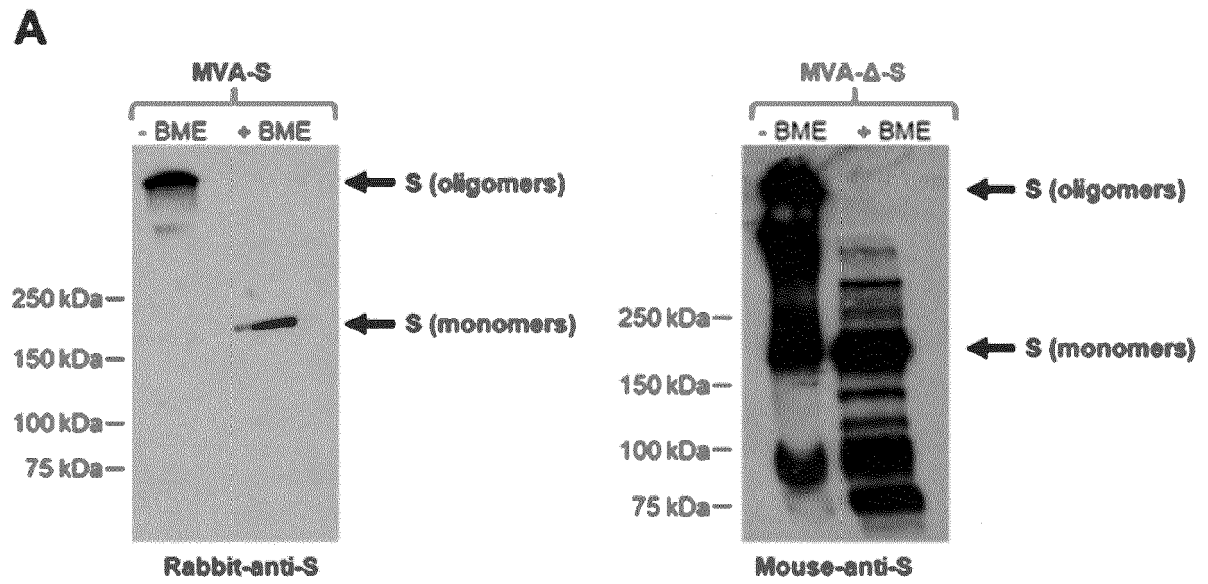 A
MVA-S
- BME + BME
S (oligomers)
250 kDa
S (monomers)
150 kDa
100 kDa
75 kDa
Rabbit-anti-S
MVA-Δ-S
- BME + BME
S (oligomers)
250 kDa
S (monomers)
150 kDa
100 kDa
75 kDa
Mouse-anti-S